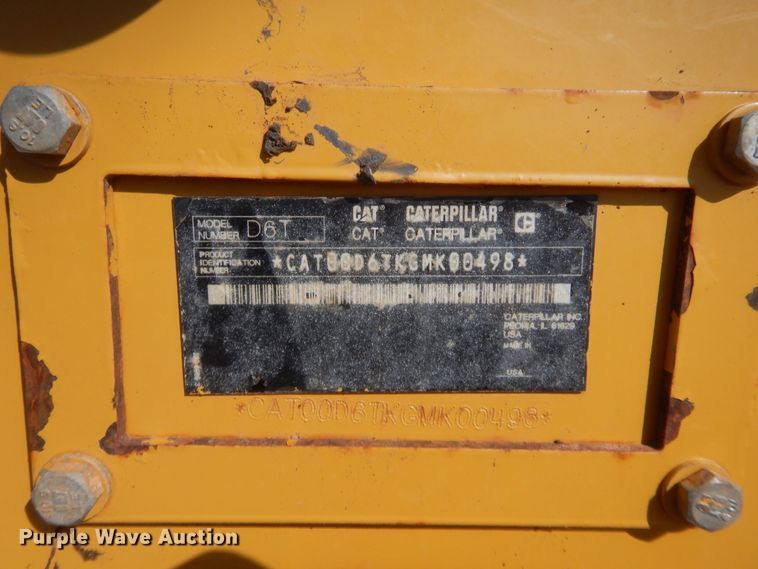 MODEL NUMBER D6T
CAT® CATERPILLAR®
CAT® CATERPILLAR®
PRODUCT IDENTIFICATION NUMBER *CAT00D6TKGMK00498*
CATERPILLAR INC.
PEORIA, IL 61629
USA
MADE IN
USA
*CAT00D6TKGMK00498*
Purple Wave Auction